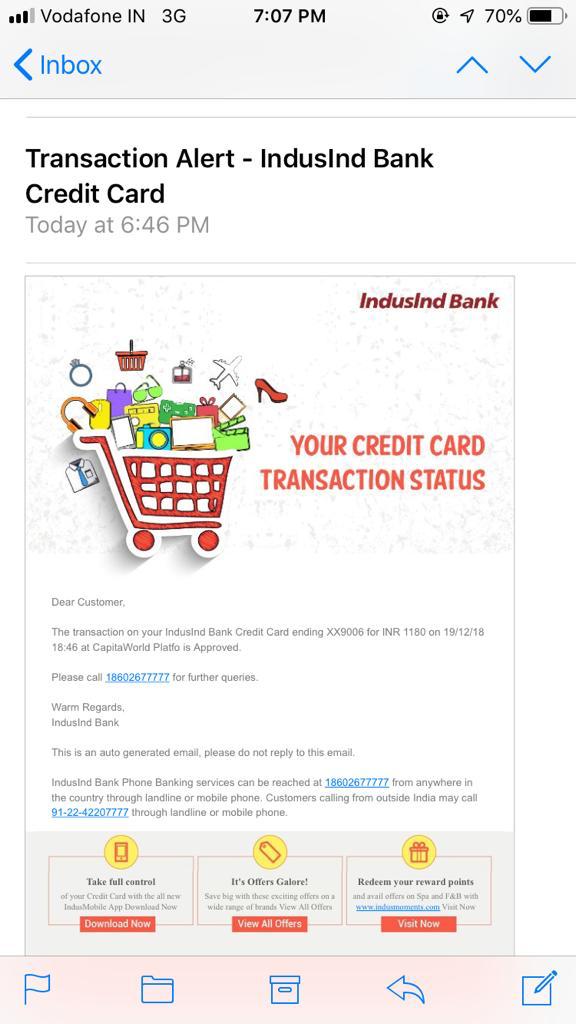 Vodafone IN 3G 7:07 PM 70%
Inbox
Transaction Alert - IndusInd Bank
Credit Card
Today at 6:46 PM
IndusInd Bank
YOUR CREDIT CARD
TRANSACTION STATUS
Dear Customer,
The transaction on your IndusInd Bank Credit Card ending XX9006 for INR 1180 on 19/12/18
18:46 at CapitaWorld Platfo is Approved.
Please call 18602677777 for further queries.
Warm Regards,
IndusInd Bank
This is an auto generated email, please do not reply to this email.
IndusInd Bank Phone Banking services can be reached at 18602677777 from anywhere in
the country through landline or mobile phone. Customers calling from outside India may call
91-22-42207777 through landline or mobile phone.
Take full control
of your Credit Card with the all new
IndusMobile App Download Now
Download Now
It's Offers Galore!
Save big with these exciting offers on a
wide range of brands View All Offers
View All Offers
Redeem your reward points
and avail offers on Spa and F&B with
www.indusmoments.com Visit Now
Visit Now